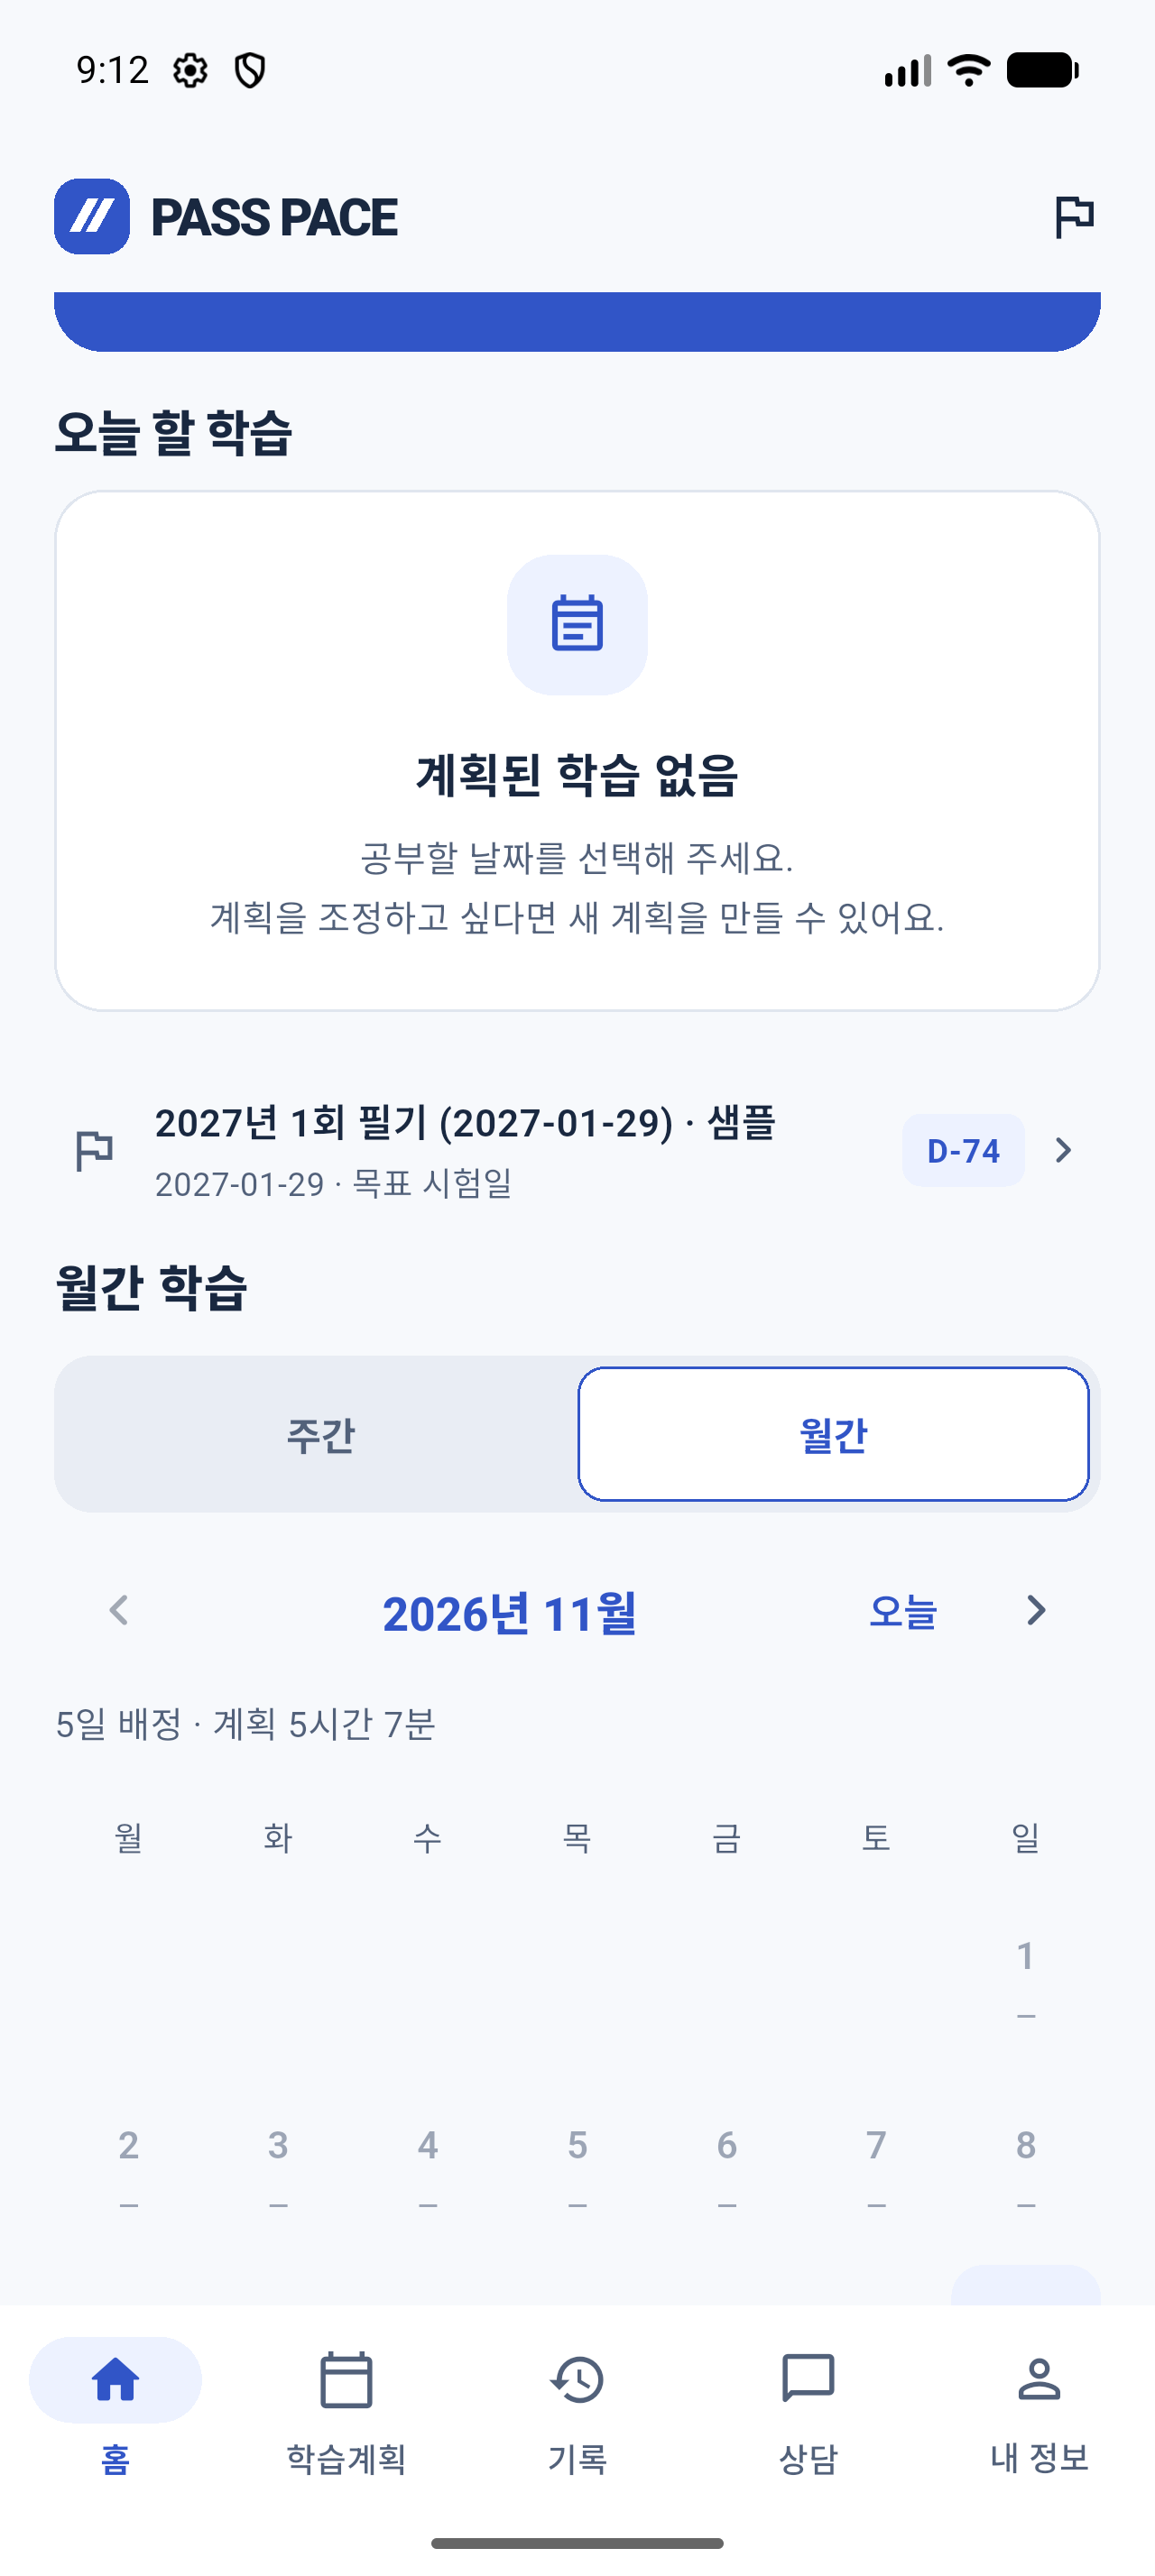 9:12
PASS PACE
오늘 할 학습
계획된 학습 없음
공부할 날짜를 선택해 주세요.
계획을 조정하고 싶다면 새 계획을 만들 수 있어요.
2027년 1회 필기 (2027-01-29) · 샘플
2027-01-29 · 목표 시험일
D-74
월간 학습
주간 월간
2026년 11월 오늘
5일 배정 · 계획 5시간 7분
월 화 수 목 금 토 일
1
–
2 3 4 5 6 7 8
– – – – – – –
홈 학습계획 기록 상담 내 정보